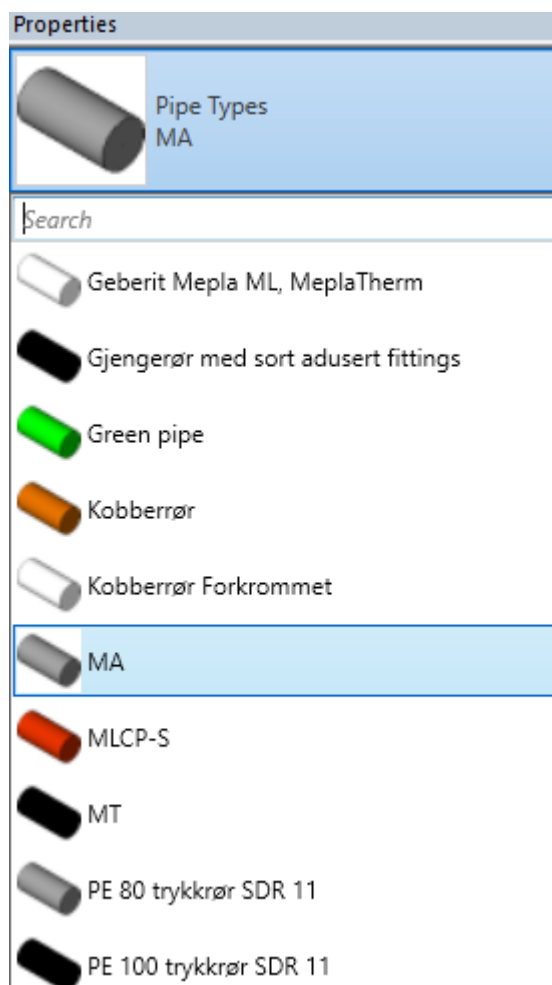 Properties
Pipe Types
MA
Search
Geberit Mepla ML, MeplaTherm
Gjengerør med sort adusert fittings
Green pipe
Kobberrør
Kobberrør Forkrommet
MA
MLCP-S
MT
PE 80 trykkrør SDR 11
PE 100 trykkrør SDR 11